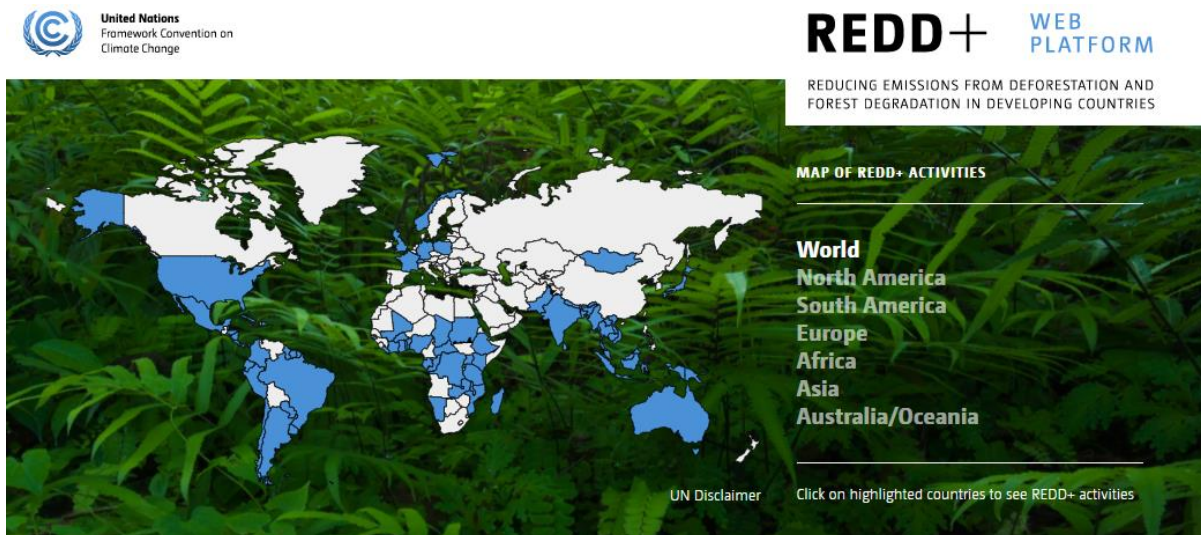 United Nations
Framework Convention on
Climate Change
REDD+
WEB
PLATFORM
REDUCING EMISSIONS FROM DEFORESTATION AND
FOREST DEGRADATION IN DEVELOPING COUNTRIES
MAP OF REDD+ ACTIVITIES
World
North America
South America
Europe
Africa
Asia
Australia/Oceania
UN Disclaimer
Click on highlighted countries to see REDD+ activities